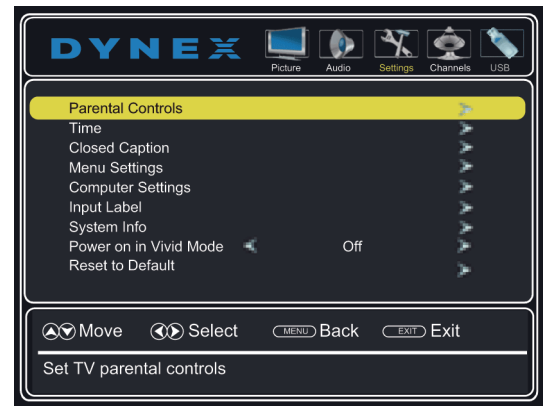 DYNEX
Picture Audio Settings Channels USB
Parental Controls
Time
Closed Caption
Menu Settings
Computer Settings
Input Label
System Info
Power on in Vivid Mode Off
Reset to Default
Move Select MENU Back EXIT Exit
Set TV parental controls